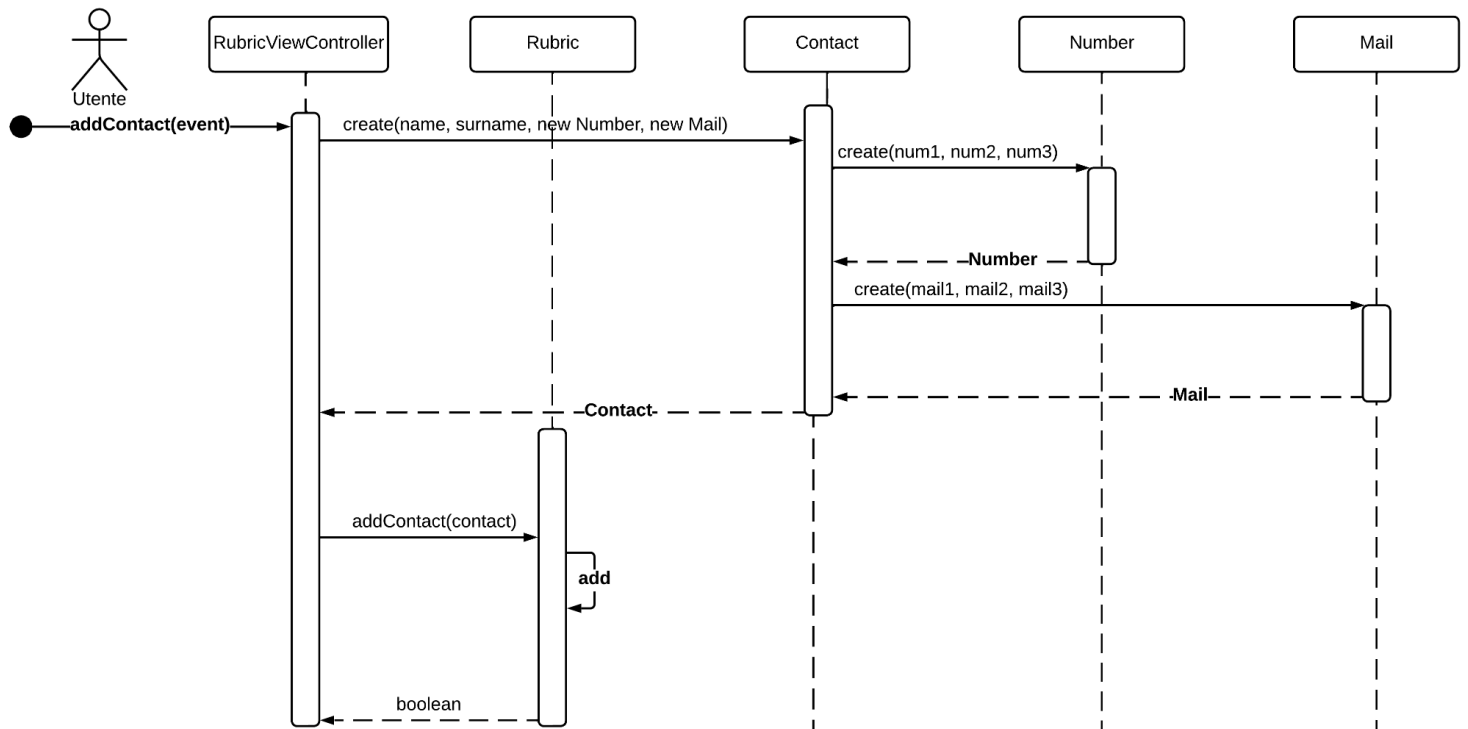 RubricViewController
Rubric
Contact
Number
Mail
Utente
addContact(event)
create(name, surname, new Number, new Mail)
create(num1, num2, num3)
Number
create(mail1, mail2, mail3)
Mail
Contact
addContact(contact)
add
boolean